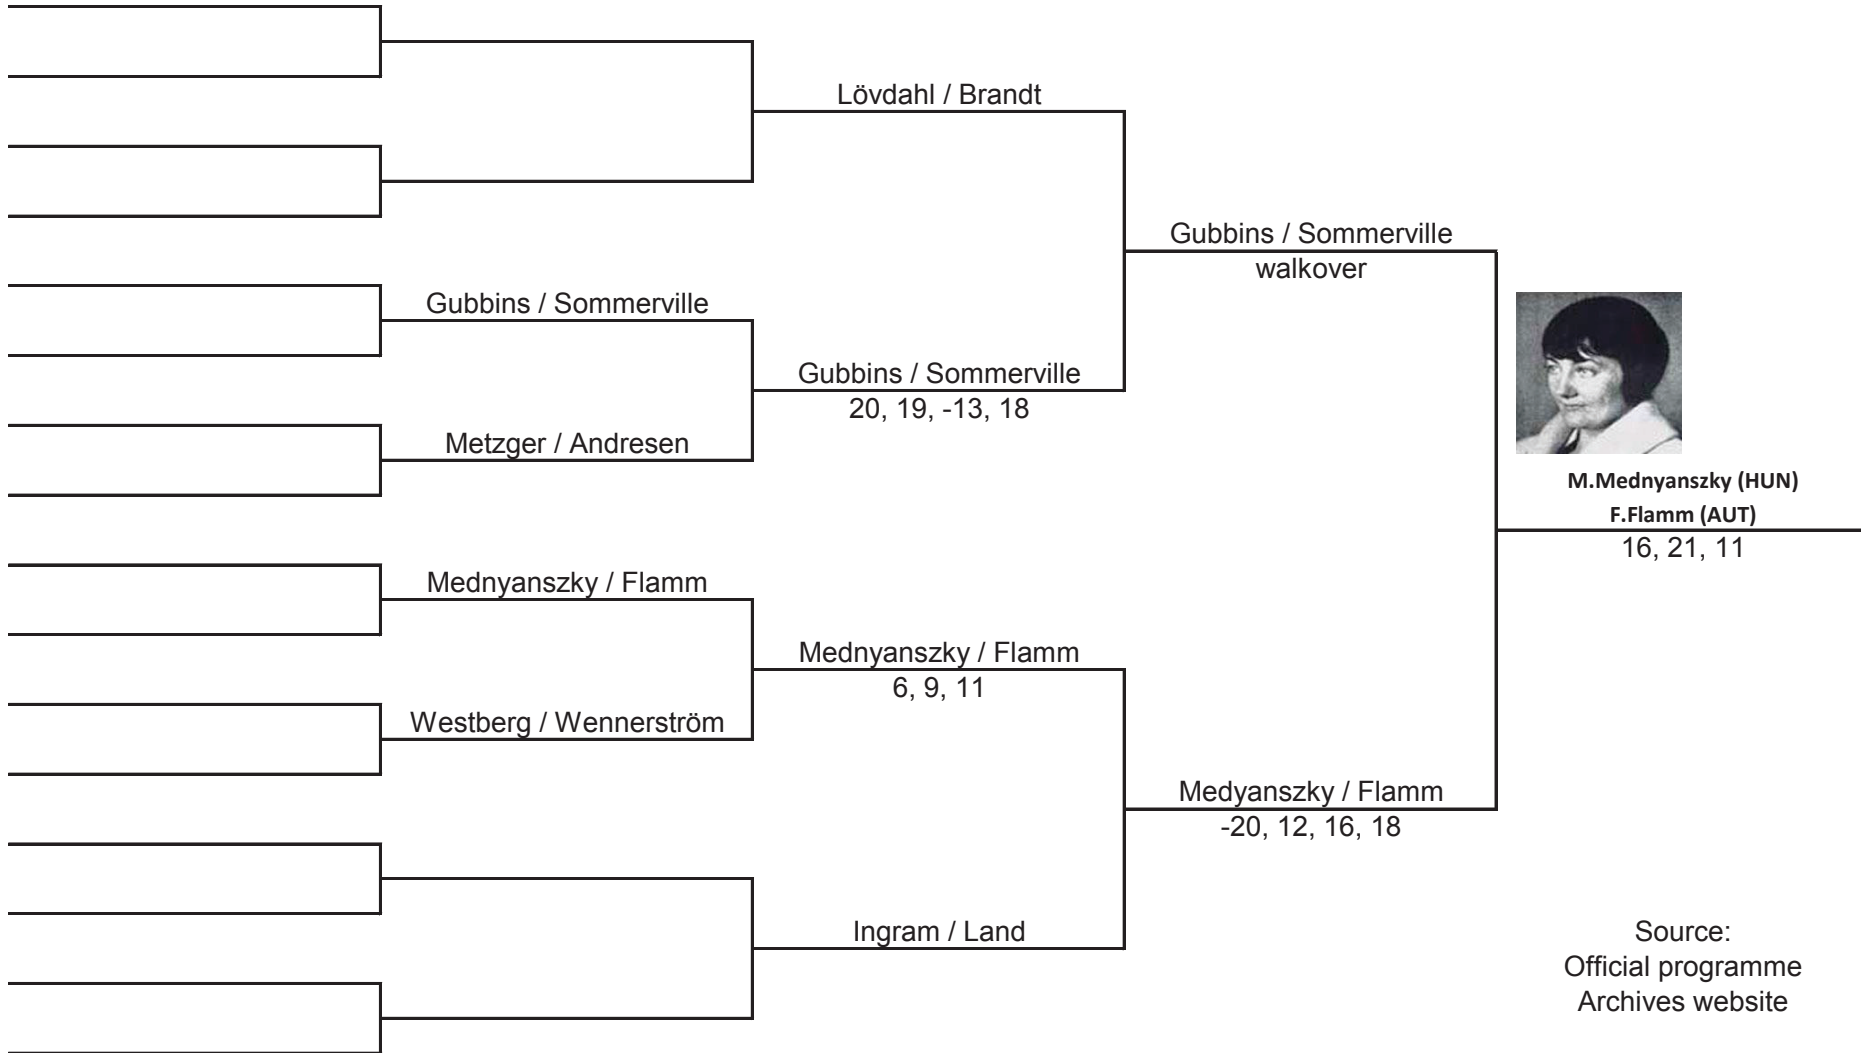 Lövdahl / Brandt
Gubbins / Sommerville
walkover
Gubbins / Sommerville
Gubbins / Sommerville
20, 19, -13, 18
Metzger / Andresen
M.Mednyanszky (HUN)
F.Flamm (AUT)
16, 21, 11
Mednyanszky / Flamm
Mednyanszky / Flamm
6, 9, 11
Westberg / Wennerström
Medyanszky / Flamm
-20, 12, 16, 18
Ingram / Land
Source:
Official programme
Archives website